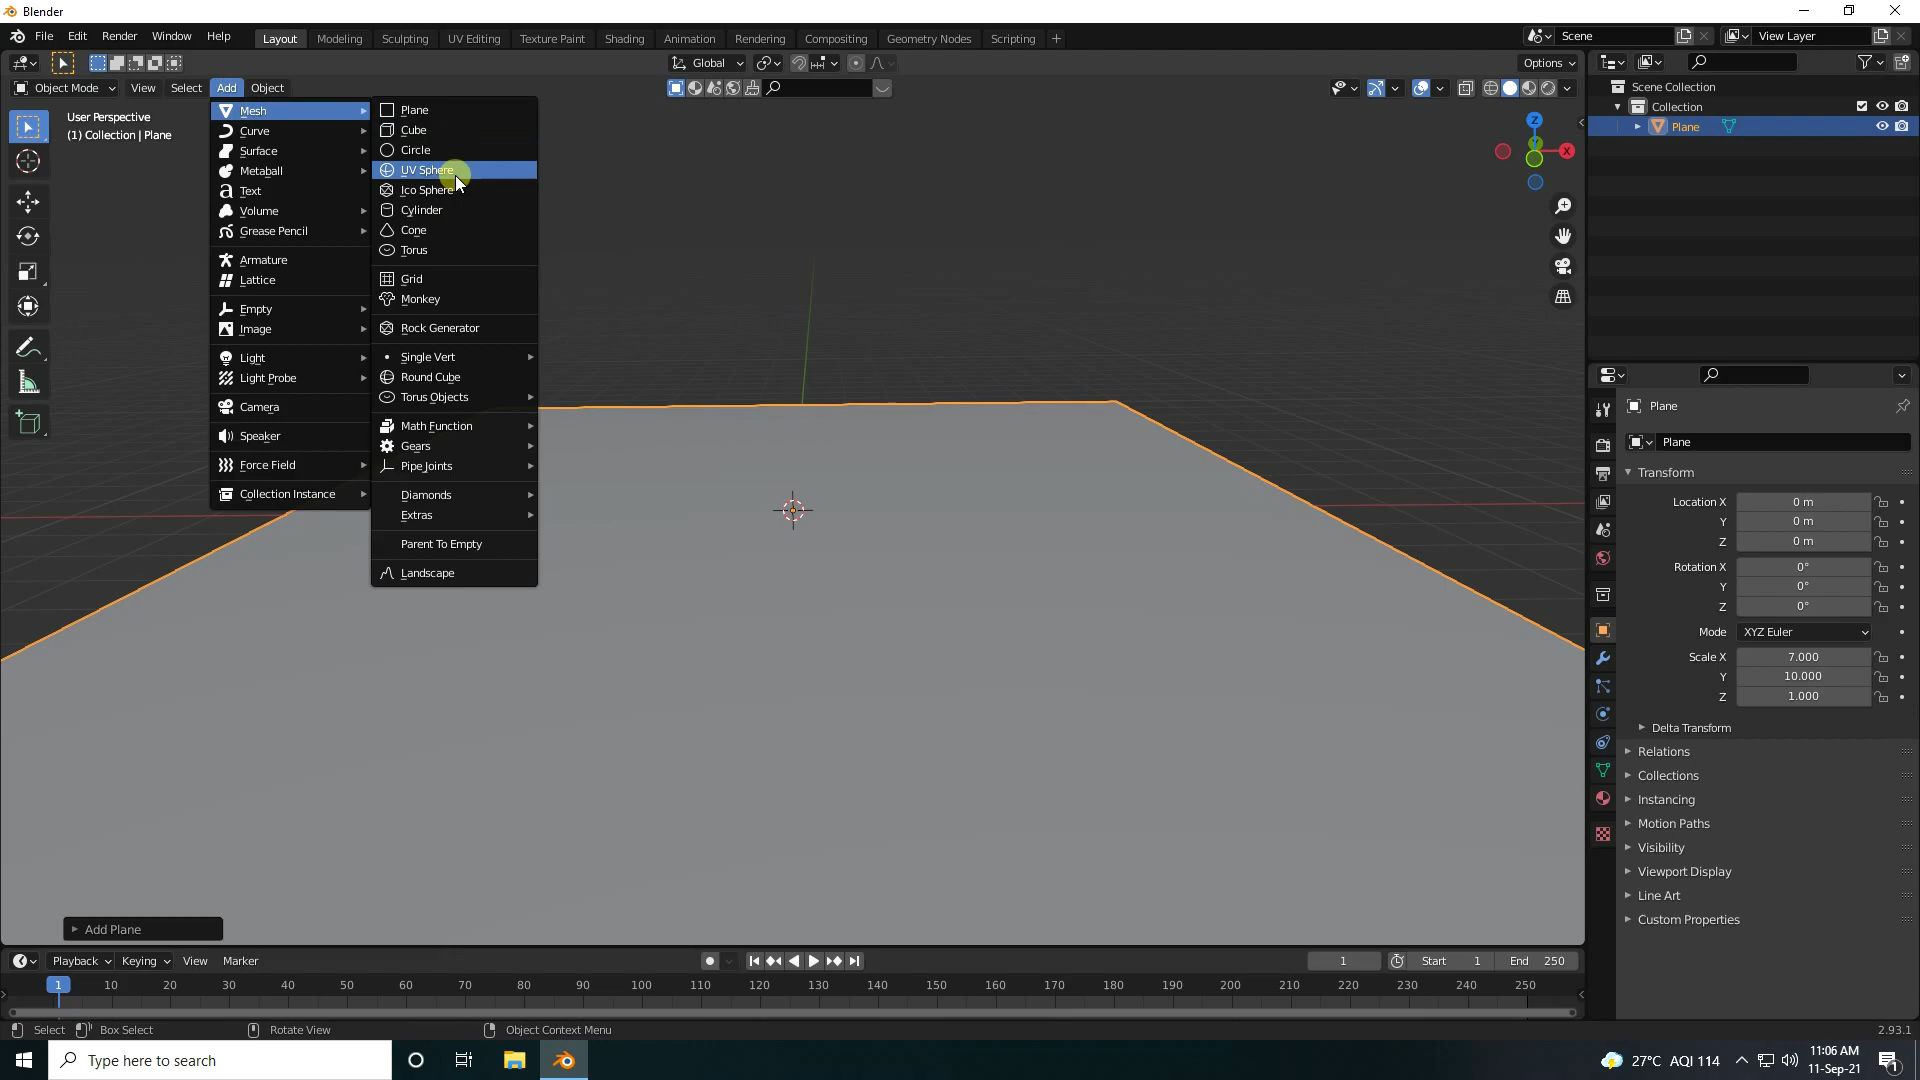 Blender
File Edit Render Window Help Layout Modeling Sculpting UV Editing Texture Paint Shading Animation Rendering Compositing Geometry Nodes Scripting + Scene View Layer
Global Options
Object Mode View Select Add Object
User Perspective
(1) Collection | Plane
Mesh
Curve
Surface
Metaball
Text
Volume
Grease Pencil
Armature
Lattice
Empty
Image
Light
Light Probe
Camera
Speaker
Force Field
Collection Instance
Plane
Cube
Circle
UV Sphere
Ico Sphere
Cylinder
Cone
Torus
Grid
Monkey
Rock Generator
Single Vert
Round Cube
Torus Objects
Math Function
Gears
Pipe Joints
Diamonds
Extras
Parent To Empty
Landscape
Z
X
Scene Collection
Collection
Plane
Plane
Plane
Transform
Location X 0 m
Y 0 m
Z 0 m
Rotation X 0°
Y 0°
Z 0°
Mode XYZ Euler
Scale X 7.000
Y 10.000
Z 1.000
Delta Transform
Relations
Collections
Instancing
Motion Paths
Visibility
Viewport Display
Line Art
Custom Properties
Add Plane
Playback Keying View Marker 1 Start 1 End 250
1 10 20 30 40 50 60 70 80 90 100 110 120 130 140 150 160 170 180 190 200 210 220 230 240 250
Select Box Select Rotate View Object Context Menu 2.93.1
Type here to search 27°C AQI 114 11:06 AM
11-Sep-21
1